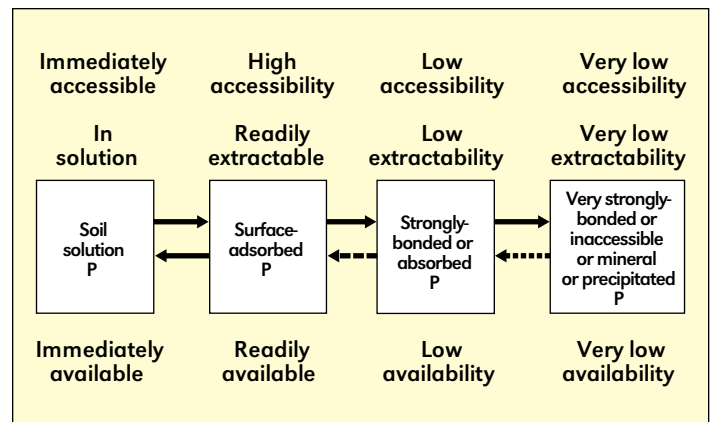 Immediately
accessible
High
accessibility
Low
accessibility
Very low
accessibility
In
solution
Readily
extractable
Low
extractability
Very low
extractability
Soil
solution
P
Surface-
adsorbed
P
Strongly-
bonded or
absorbed
P
Very strongly-
bonded or
inaccessible
or mineral
or precipitated
P
Immediately
available
Readily
available
Low
availability
Very low
availability